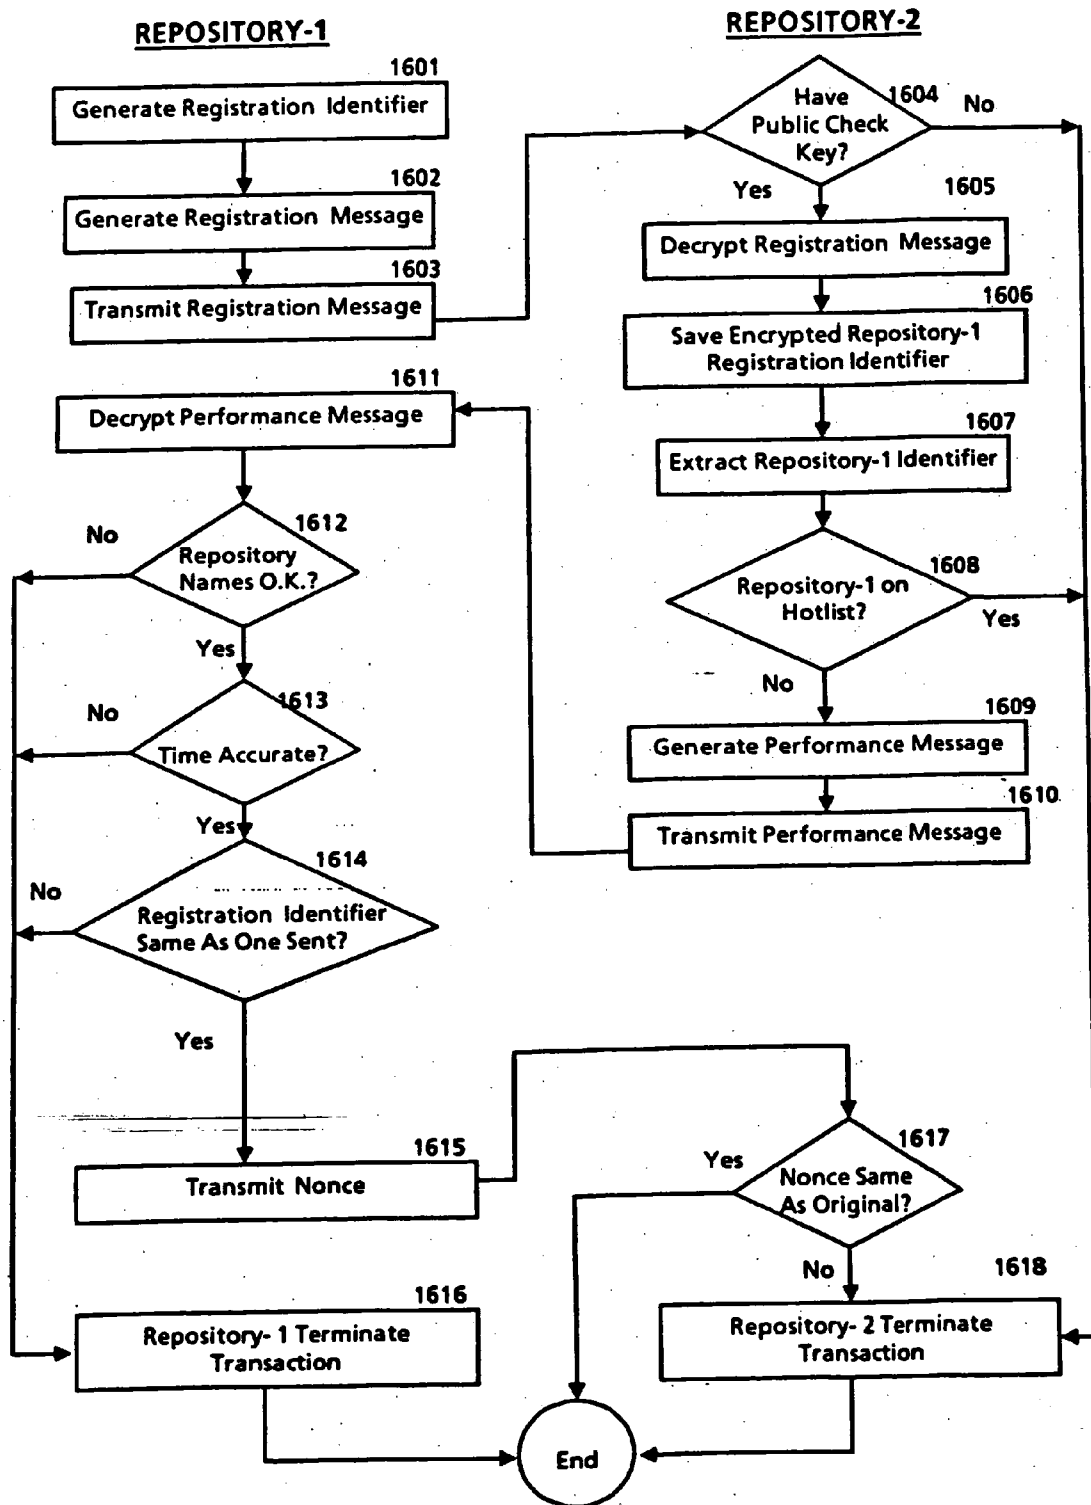 REPOSITORY-1
1601
Generate Registration Identifier
1602
Generate Registration Message
1603
Transmit Registration Message
1611
Decrypt Performance Message
1612
No
Repository
Names O.K.?
Yes
1613
No
Time Accurate?
Yes
1614
No
Registration Identifier
Same As One Sent?
Yes
1615
Transmit Nonce
1616
Repository- 1 Terminate
Transaction
REPOSITORY-2
1604
No
Have
Public Check
Key?
Yes
1605
Decrypt Registration Message
1606
Save Encrypted Repository-1
Registration Identifier
1607
Extract Repository-1 Identifier
1608
Repository-1 on
Hotlist?
Yes
No
1609
Generate Performance Message
1610
Transmit Performance Message
1617
Yes
Nonce Same
As Original?
No
1618
Repository- 2 Terminate
Transaction
End